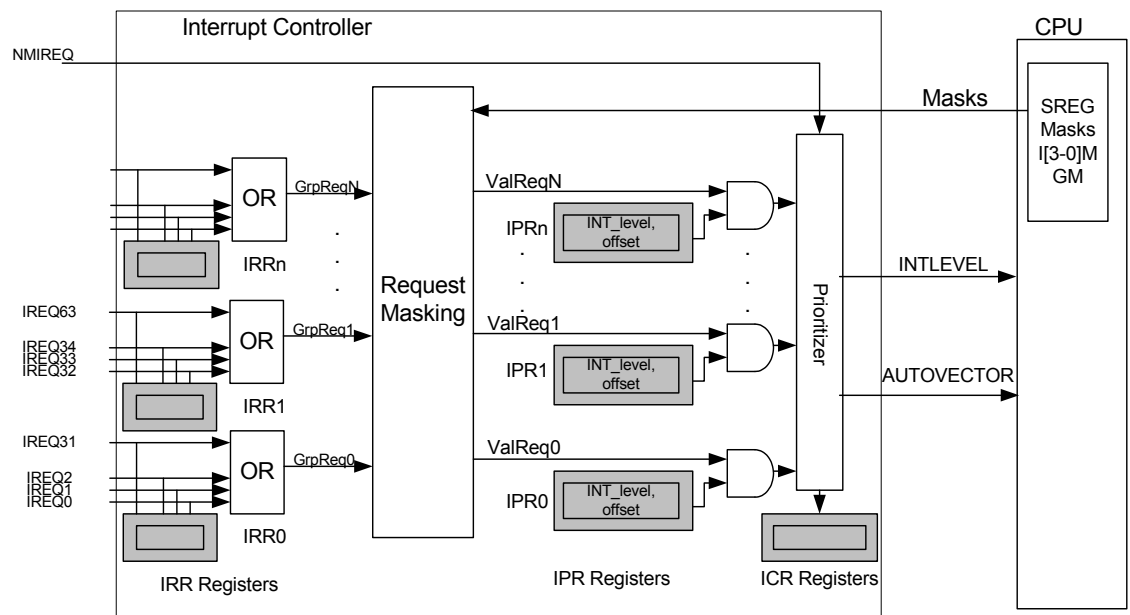 Interrupt Controller
CPU
NMIREQ
Masks
SREG
Masks
I[3-0]M
GM
OR
GrpReqN
ValReqN
IPRn
INT_level,
offset
IRRn
INTLEVEL
Request
Masking
Prioritizer
IREQ63
IREQ34
IREQ33
IREQ32
OR
GrpReq1
ValReq1
IPR1
INT_level,
offset
IRR1
AUTOVECTOR
IREQ31
IREQ2
IREQ1
IREQ0
OR
GrpReq0
ValReq0
IPR0
INT_level,
offset
IRR0
IRR Registers
IPR Registers
ICR Registers